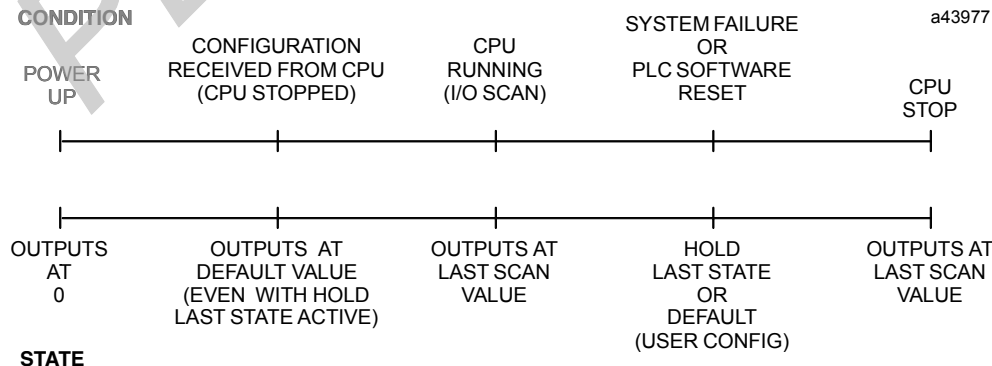 CONDITION
a43977
POWER
UP
CONFIGURATION
RECEIVED FROM CPU
(CPU STOPPED)
CPU
RUNNING
(I/O SCAN)
SYSTEM FAILURE
OR
PLC SOFTWARE
RESET
CPU
STOP
OUTPUTS
AT
0
OUTPUTS AT
DEFAULT VALUE
(EVEN WITH HOLD
LAST STATE ACTIVE)
OUTPUTS AT
LAST SCAN
VALUE
HOLD
LAST STATE
OR
DEFAULT
(USER CONFIG)
OUTPUTS AT
LAST SCAN
VALUE
STATE